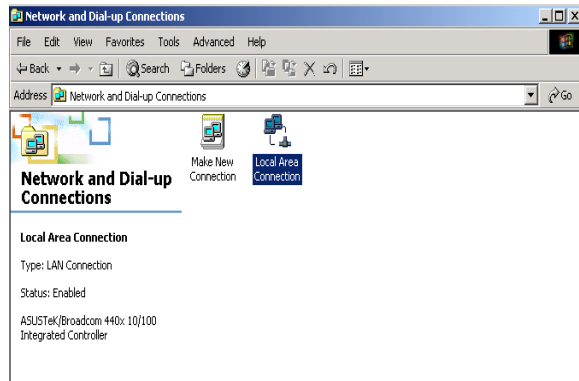 Network and Dial-up Connections
File Edit View Favorites Tools Advanced Help
Back Search Folders
Address Network and Dial-up Connections Go
Make New Connection
Local Area Connection
Network and Dial-up
Connections
Local Area Connection
Type: LAN Connection
Status: Enabled
ASUSTeK/Broadcom 440x 10/100
Integrated Controller